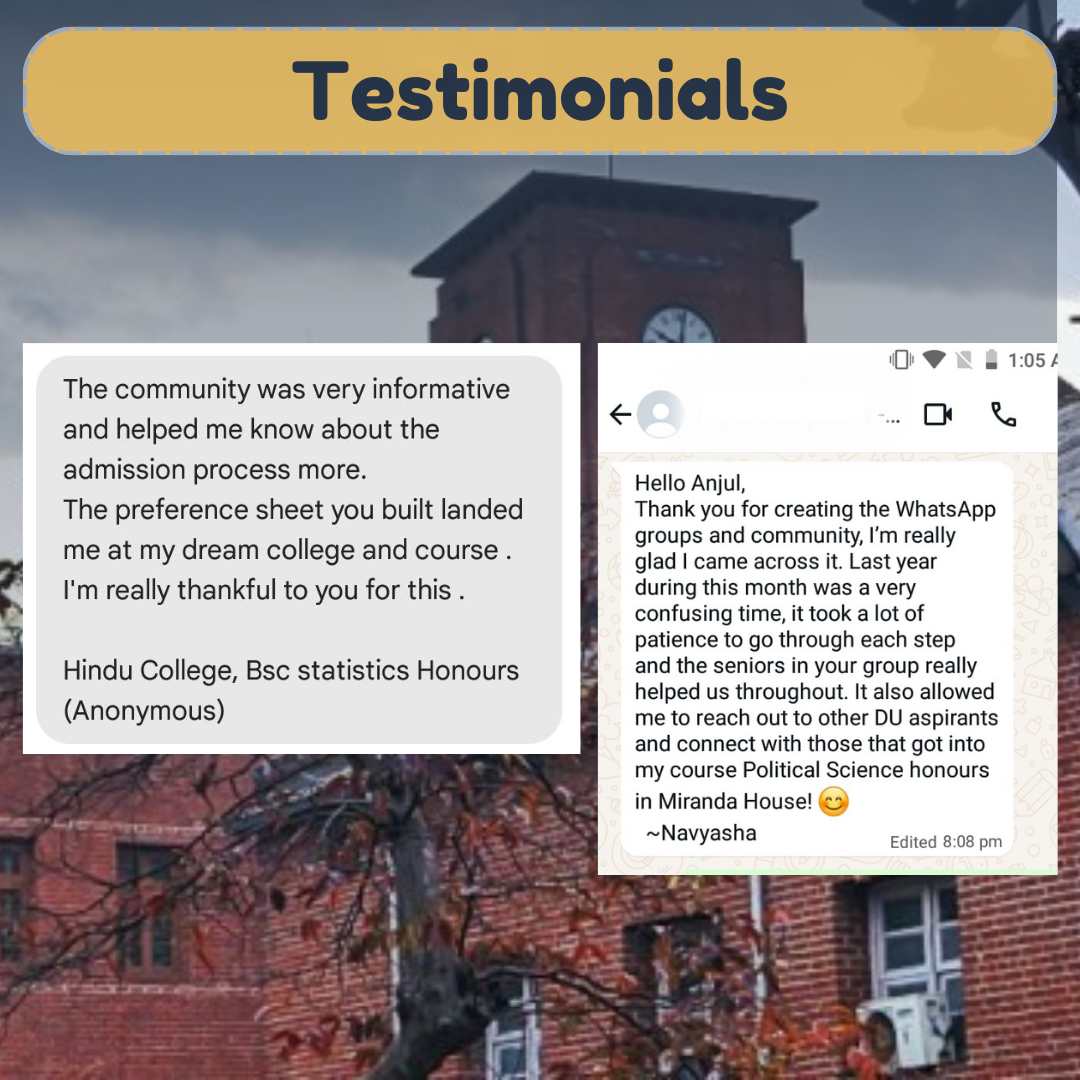 Testimonials
The community was very informative
and helped me know about the
admission process more.
The preference sheet you built landed
me at my dream college and course .
I'm really thankful to you for this .
Hindu College, Bsc statistics Honours
(Anonymous)
1:05 A
-...
Hello Anjul,
Thank you for creating the WhatsApp
groups and community, I’m really
glad I came across it. Last year
during this month was a very
confusing time, it took a lot of
patience to go through each step
and the seniors in your group really
helped us throughout. It also allowed
me to reach out to other DU aspirants
and connect with those that got into
my course Political Science honours
in Miranda House! 😊
~Navyasha
Edited 8:08 pm